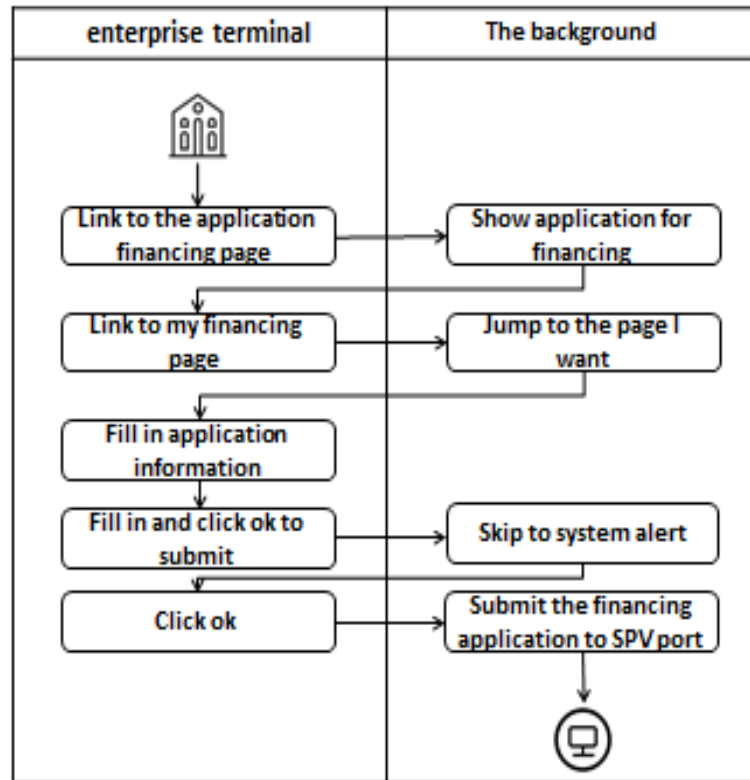 enterprise terminal
The background
Link to the application
financing page
Show application for
financing
Link to my financing
page
Jump to the page I
want
Fill in application
information
Fill in and click ok to
submit
Skip to system alert
Click ok
Submit the financing
application to SPV port